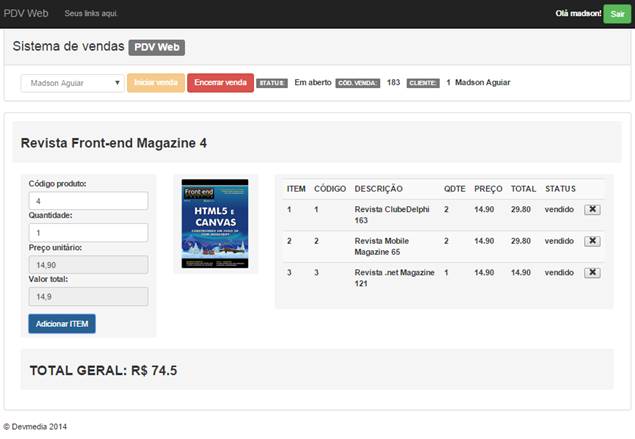 PDV Web Seus links aqui. Olá madson! Sair
Sistema de vendas PDV Web
Madson Aguiar Iniciar venda Encerrar venda STATUS: Em aberto CÓD. VENDA: 183 CLIENTE: 1 Madson Aguiar
Revista Front-end Magazine 4
Código produto:
4
Quantidade:
1
Preço unitário:
14,90
Valor total:
14,9
Adicionar ITEM
Front-end
HTML5 E
CANVAS
ITEM CÓDIGO DESCRIÇÃO QDTE PREÇO TOTAL STATUS
1 1 Revista ClubeDelphi 2 14.90 29.80 vendido
163
2 2 Revista Mobile 2 14.90 29.80 vendido
Magazine 65
3 3 Revista .net Magazine 1 14.90 14.90 vendido
121
TOTAL GERAL: R$ 74.5
© Devmedia 2014